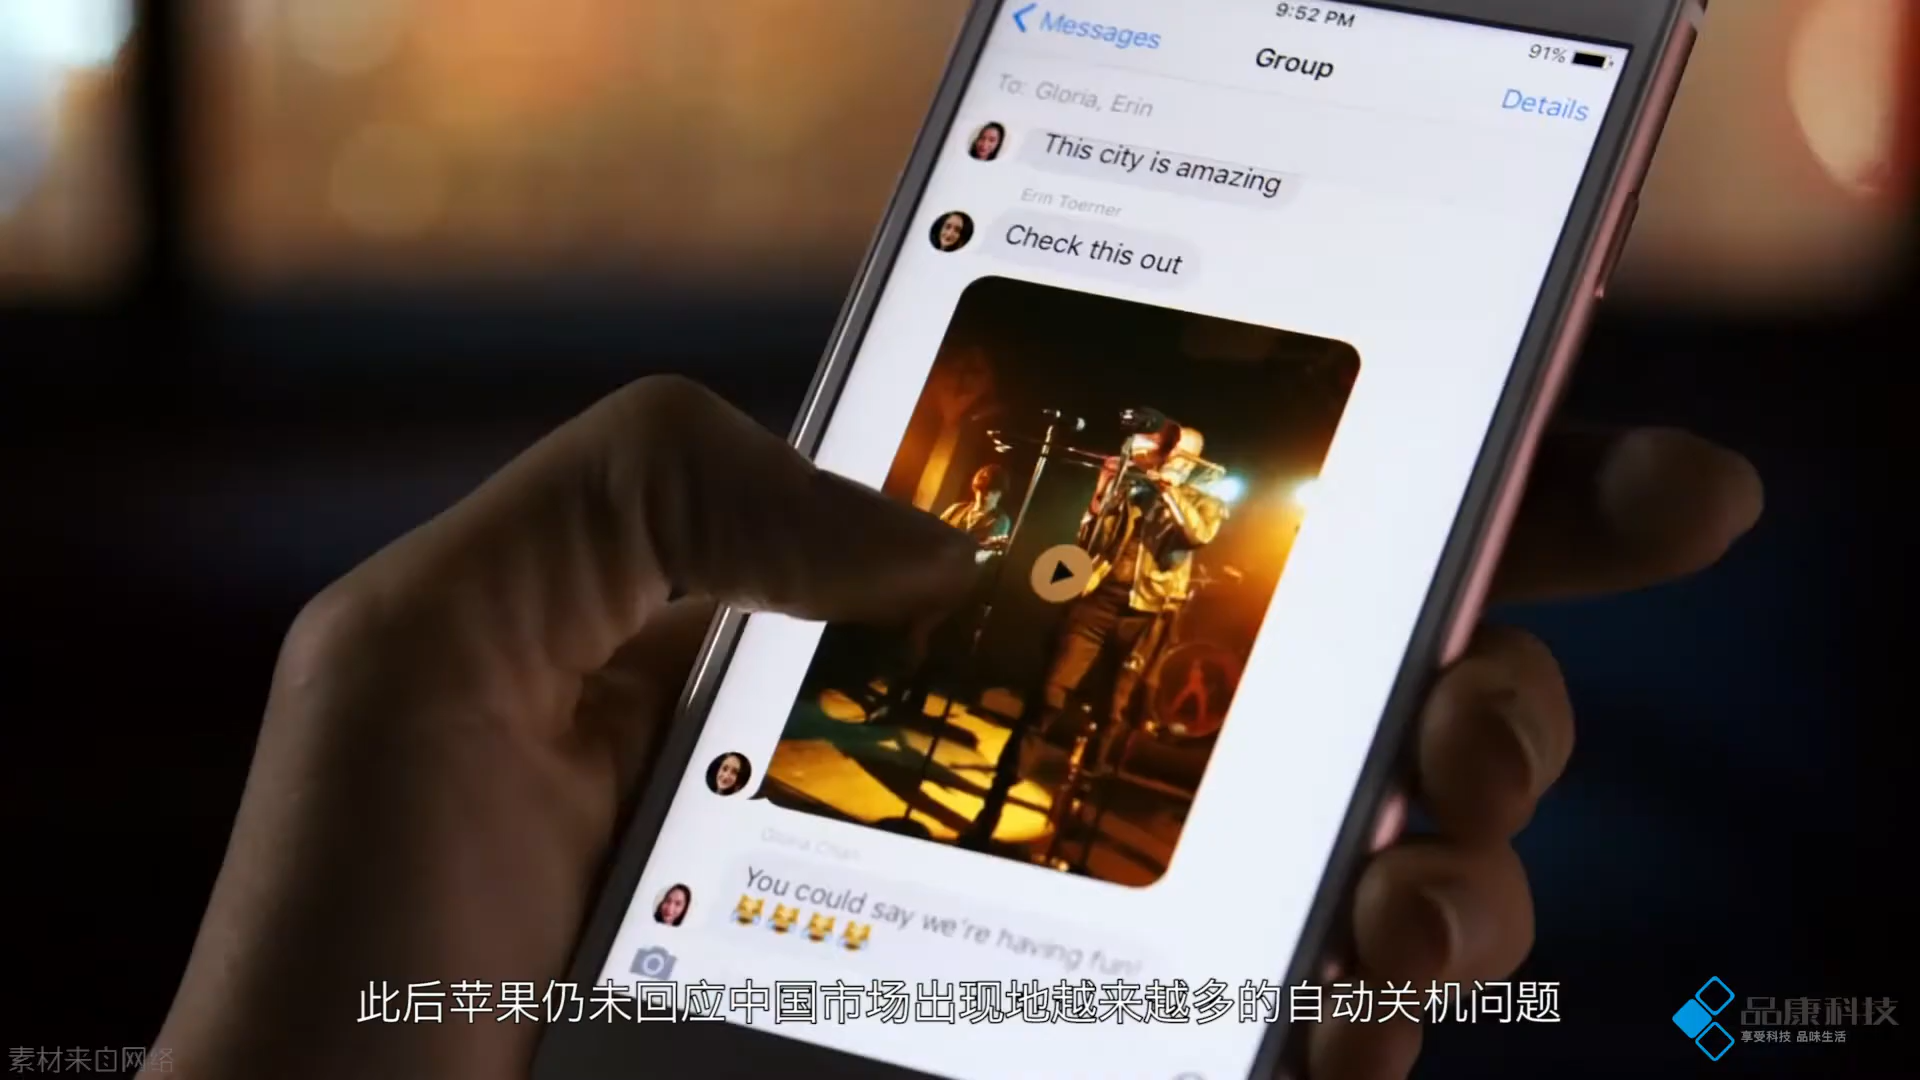 9:52 PM
91%
Messages
Group
Details
To: Gloria, Erin
This city is amazing
Erin Toerner
Check this out
Gloria Chan
You could say we're having fun!
😹😹😹😹
此后苹果仍未回应中国市场出现地越来越多的自动关机问题
品康科技
享受科技 品味生活
素材来自网络